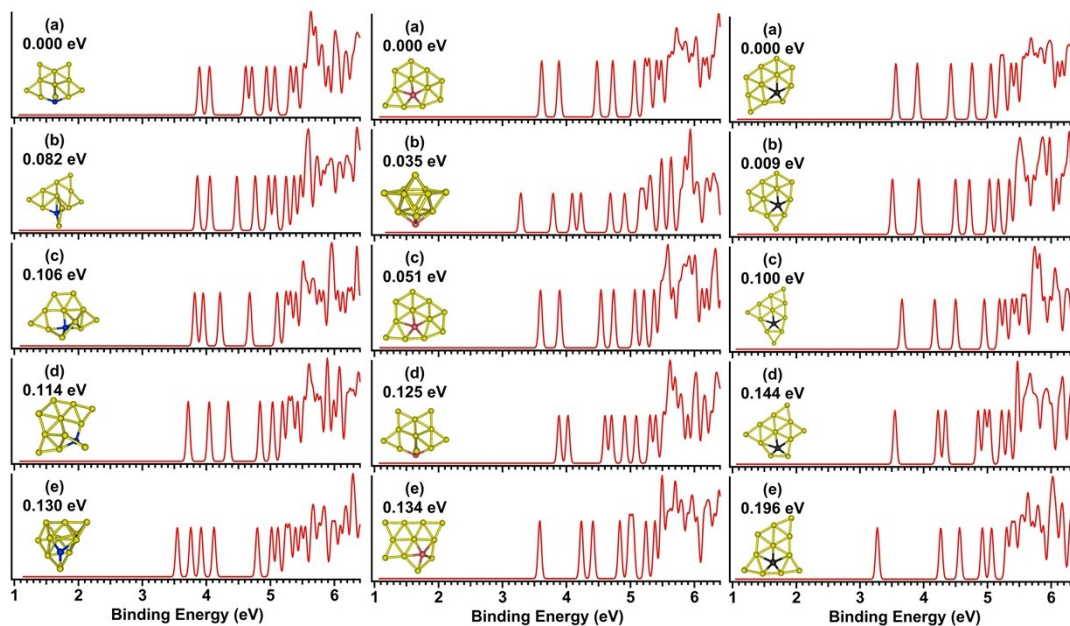 (a)
0.000 eV
(b)
0.082 eV
(c)
0.106 eV
(d)
0.114 eV
(e)
0.130 eV
1 2 3 4 5 6
Binding Energy (eV)
(a)
0.000 eV
(b)
0.035 eV
(c)
0.051 eV
(d)
0.125 eV
(e)
0.134 eV
1 2 3 4 5 6
Binding Energy (eV)
(a)
0.000 eV
(b)
0.009 eV
(c)
0.100 eV
(d)
0.144 eV
(e)
0.196 eV
1 2 3 4 5 6
Binding Energy (eV)